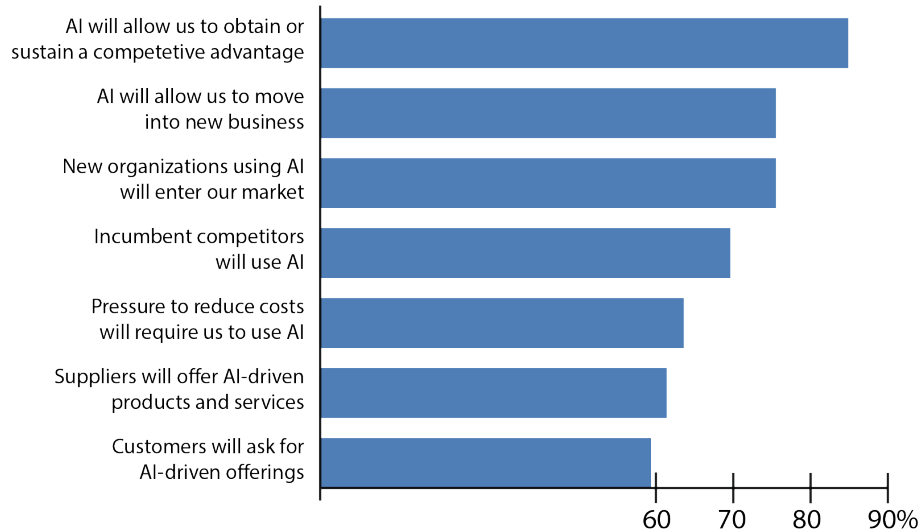 AI will allow us to obtain or
sustain a competetive advantage
AI will allow us to move
into new business
New organizations using AI
will enter our market
Incumbent competitors
will use AI
Pressure to reduce costs
will require us to use AI
Suppliers will offer AI-driven
products and services
Customers will ask for
AI-driven offerings
60 70 80 90%